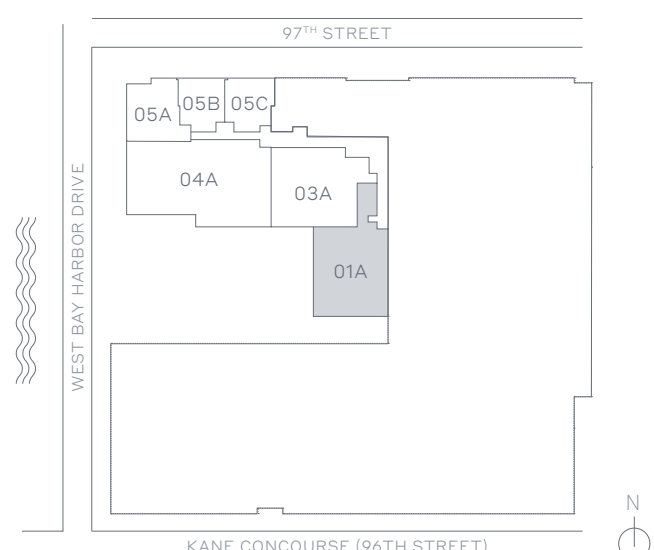 97TH STREET
05A
05B
05C
04A
03A
01A
WEST BAY HARBOR DRIVE
N
KANE CONCOURSE (96TH STREET)